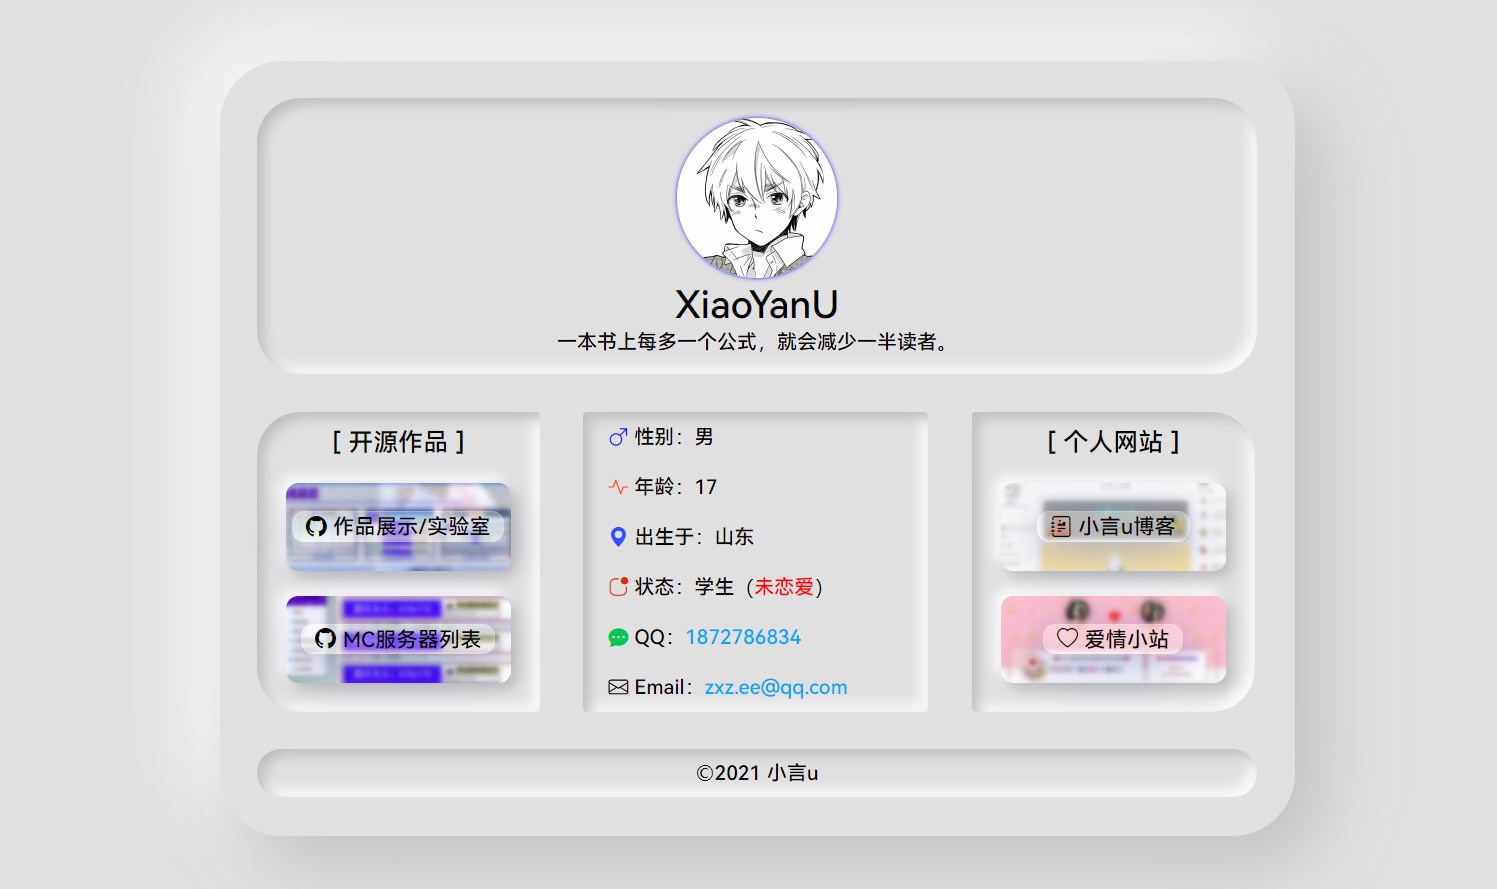 XiaoYanU
一本书上每多一个公式，就会减少一半读者。
[ 开源作品 ]
作品展示/实验室
MC服务器列表
性别：男
年龄：17
出生于：山东
状态：学生（未恋爱）
QQ：1872786834
Email：zxz.ee@qq.com
[ 个人网站 ]
小言u博客
爱情小站
©2021 小言u